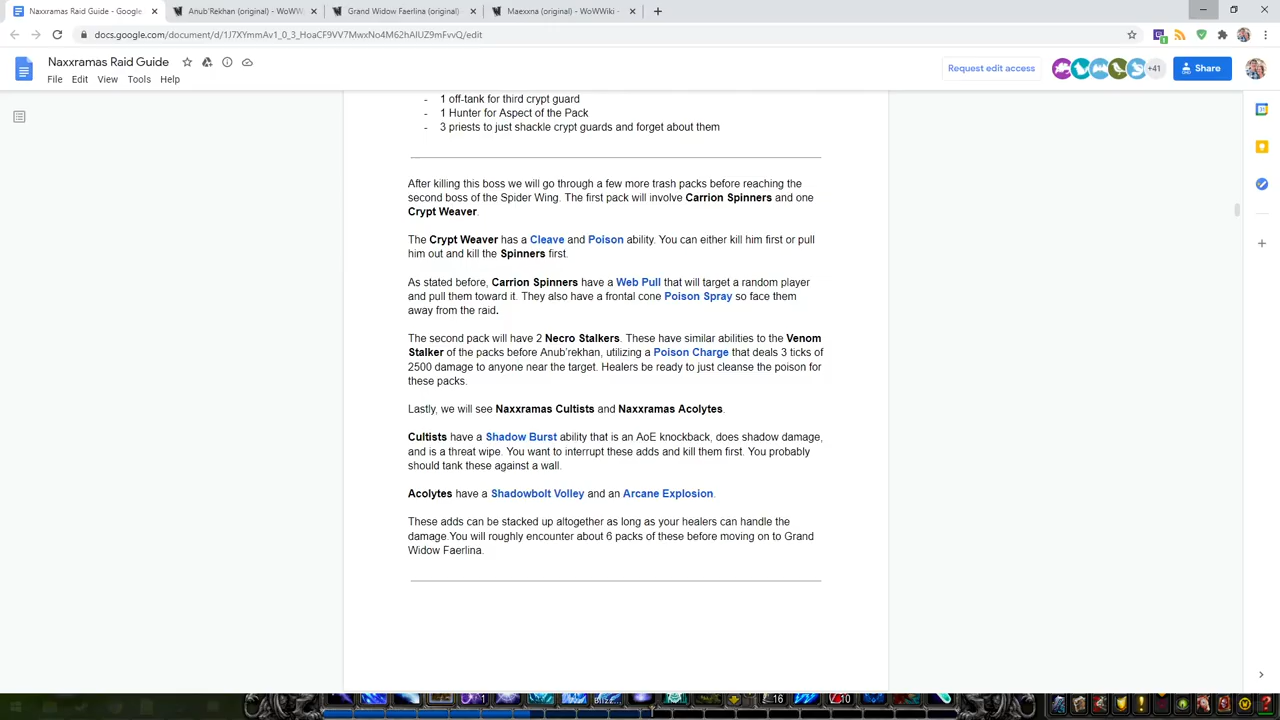 Naxxramas Raid Guide - Google
Anub'Rekhan (original) - WoWWi
Grand Widow Faerlina (original)
Maexxna (original) - WoWWiki -
docs.google.com/document/d/1J7XYmmAv1_0_3_HoaCF9VV7MwxNo4M62hAlUZ9mFvvQ/edit
Naxxramas Raid Guide
File Edit View Tools Help
Request edit access
+41
Share
- 1 off-tank for third crypt guard
- 1 Hunter for Aspect of the Pack
- 3 priests to just shackle crypt guards and forget about them
After killing this boss we will go through a few more trash packs before reaching the
second boss of the Spider Wing. The first pack will involve Carrion Spinners and one
Crypt Weaver.
The Crypt Weaver has a Cleave and Poison ability. You can either kill him first or pull
him out and kill the Spinners first.
As stated before, Carrion Spinners have a Web Pull that will target a random player
and pull them toward it. They also have a frontal cone Poison Spray so face them
away from the raid.
The second pack will have 2 Necro Stalkers. These have similar abilities to the Venom
Stalker of the packs before Anub'rekhan, utilizing a Poison Charge that deals 3 ticks of
2500 damage to anyone near the target. Healers be ready to just cleanse the poison for
these packs.
Lastly, we will see Naxxramas Cultists and Naxxramas Acolytes.
Cultists have a Shadow Burst ability that is an AoE knockback, does shadow damage,
and is a threat wipe. You want to interrupt these adds and kill them first. You probably
should tank these against a wall.
Acolytes have a Shadowbolt Volley and an Arcane Explosion.
These adds can be stacked up altogether as long as your healers can handle the
damage.You will roughly encounter about 6 packs of these before moving on to Grand
Widow Faerlina.
1
Blizz...
16
10